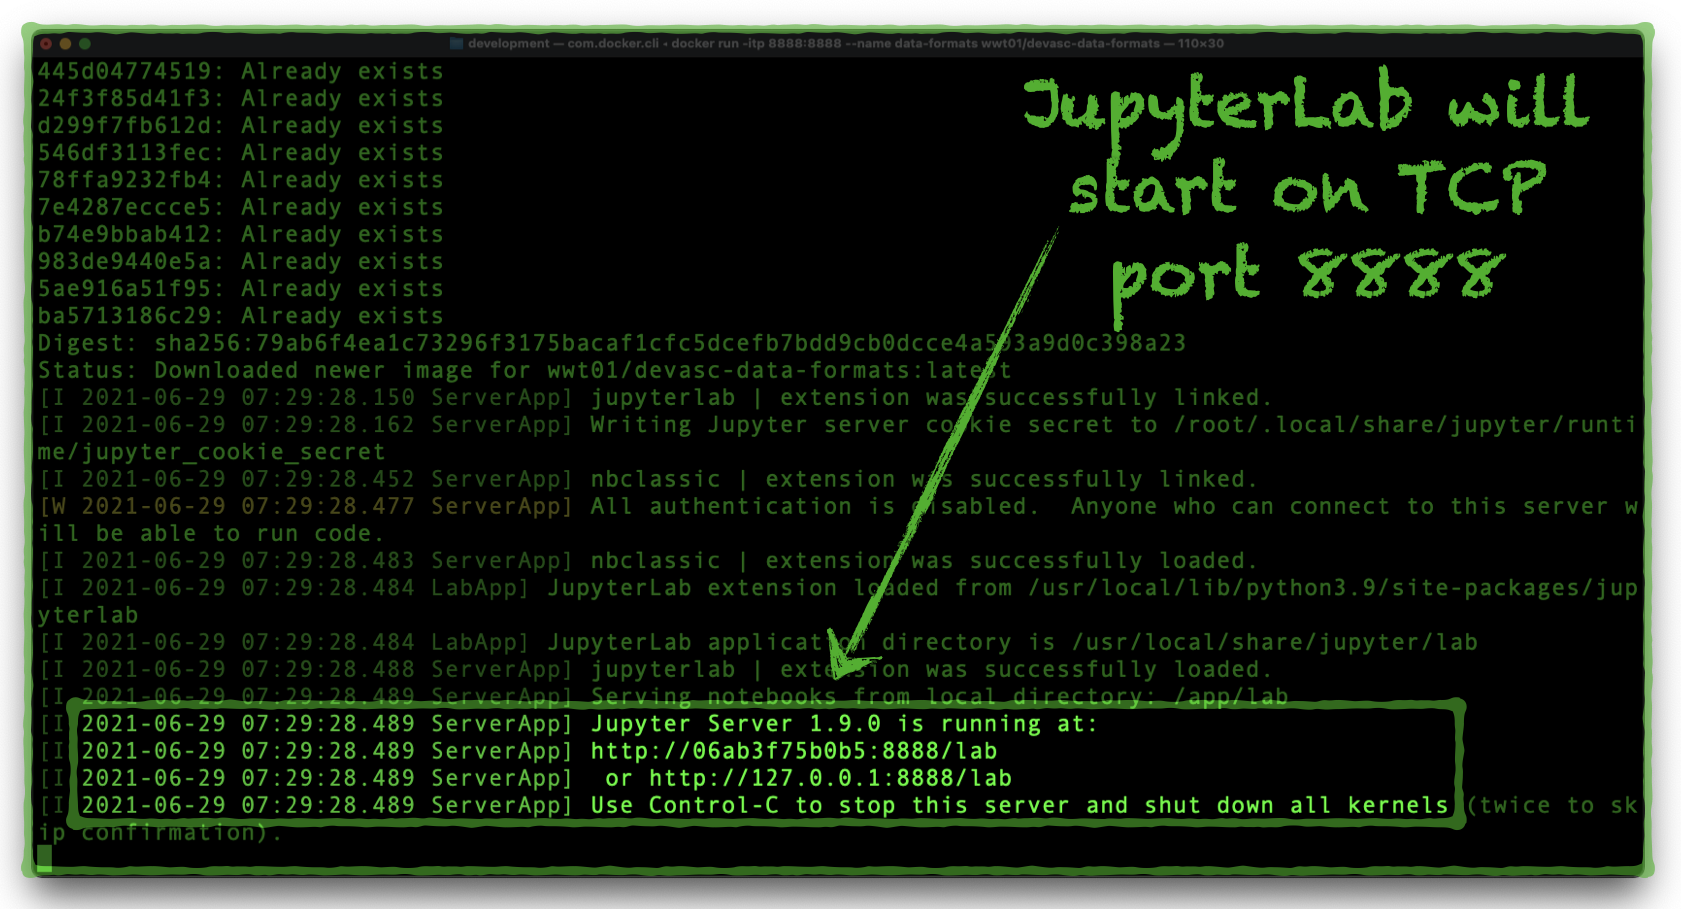 development — com.docker.cli ◂ docker run -itp 8888:8888 --name data-formats wwt01/devasc-data-formats — 110×30
445d04774519: Already exists
24f3f85d41f3: Already exists
d299f7fb612d: Already exists
546df3113fec: Already exists
78ffa9232fb4: Already exists
7e4287eccce5: Already exists
b74e9bbab412: Already exists
983de9440e5a: Already exists
5ae916a51f95: Already exists
ba5713186c29: Already exists
JupyterLab will
start on TCP
port 8888
Digest: sha256:79ab6f4ea1c73296f3175bacaf1cfc5dcefb7bdd9cb0dcce4a593a9d0c398a23
Status: Downloaded newer image for wwt01/devasc-data-formats:latest
[I 2021-06-29 07:29:28.150 ServerApp] jupyterlab | extension was successfully linked.
[I 2021-06-29 07:29:28.162 ServerApp] Writing Jupyter server cookie secret to /root/.local/share/jupyter/runti
me/jupyter_cookie_secret
[I 2021-06-29 07:29:28.452 ServerApp] nbclassic | extension was successfully linked.
[W 2021-06-29 07:29:28.477 ServerApp] All authentication is disabled.  Anyone who can connect to this server w
ill be able to run code.
[I 2021-06-29 07:29:28.483 ServerApp] nbclassic | extension was successfully loaded.
[I 2021-06-29 07:29:28.484 LabApp] JupyterLab extension loaded from /usr/local/lib/python3.9/site-packages/jup
yterlab
[I 2021-06-29 07:29:28.484 LabApp] JupyterLab application directory is /usr/local/share/jupyter/lab
[I 2021-06-29 07:29:28.488 ServerApp] jupyterlab | extension was successfully loaded.
[I 2021-06-29 07:29:28.489 ServerApp] Serving notebooks from local directory: /app/lab
[I 2021-06-29 07:29:28.489 ServerApp] Jupyter Server 1.9.0 is running at:
[I 2021-06-29 07:29:28.489 ServerApp] http://06ab3f75b0b5:8888/lab
[I 2021-06-29 07:29:28.489 ServerApp]  or http://127.0.0.1:8888/lab
[I 2021-06-29 07:29:28.489 ServerApp] Use Control-C to stop this server and shut down all kernels (twice to sk
ip confirmation).